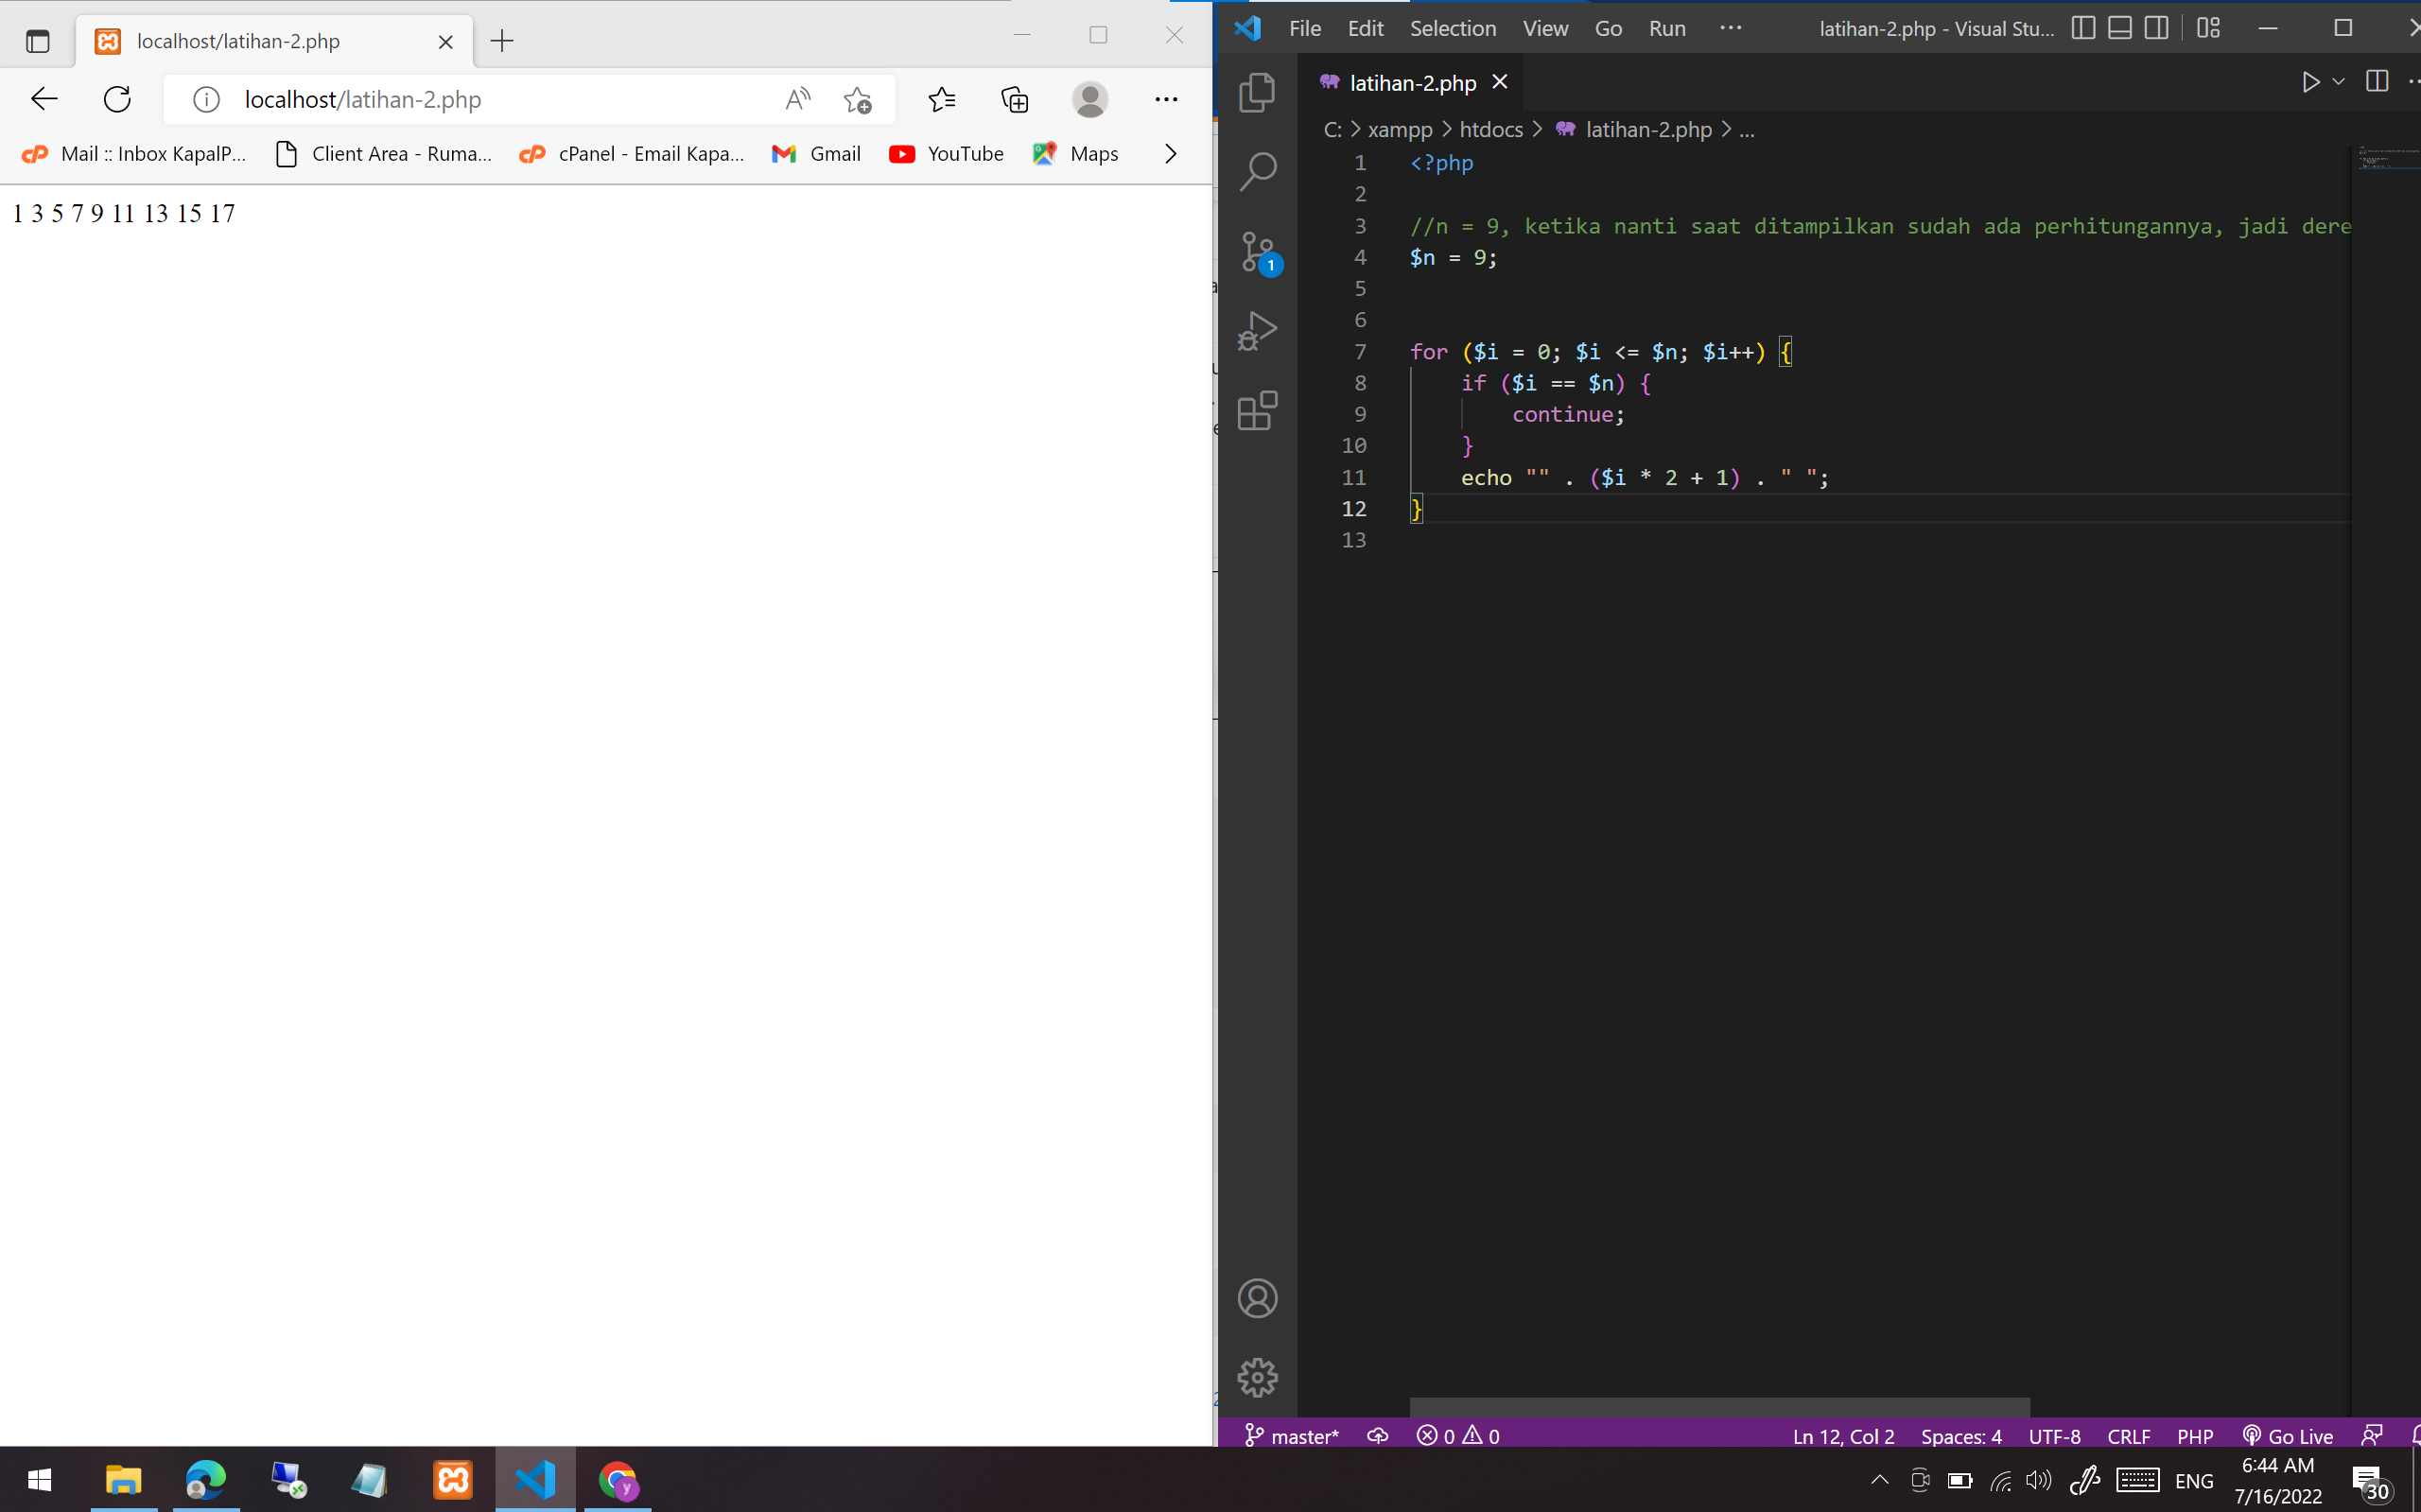 localhost/latihan-2.php
localhost/latihan-2.php
Mail :: Inbox KapalP... Client Area - Ruma... cPanel - Email Kapa... Gmail YouTube Maps
1 3 5 7 9 11 13 15 17
File Edit Selection View Go Run ··· latihan-2.php - Visual Stu...
latihan-2.php
C: > xampp > htdocs > latihan-2.php > ...
1 <?php
2
3 //n = 9, ketika nanti saat ditampilkan sudah ada perhitungannya, jadi dere
4 $n = 9;
5
6
7 for ($i = 0; $i <= $n; $i++) {
8 if ($i == $n) {
9 continue;
10 }
11 echo "" . ($i * 2 + 1) . " ";
12 }
13
1
master* 0 0 Ln 12, Col 2 Spaces: 4 UTF-8 CRLF PHP Go Live
y
ENG
6:44 AM
7/16/2022
30